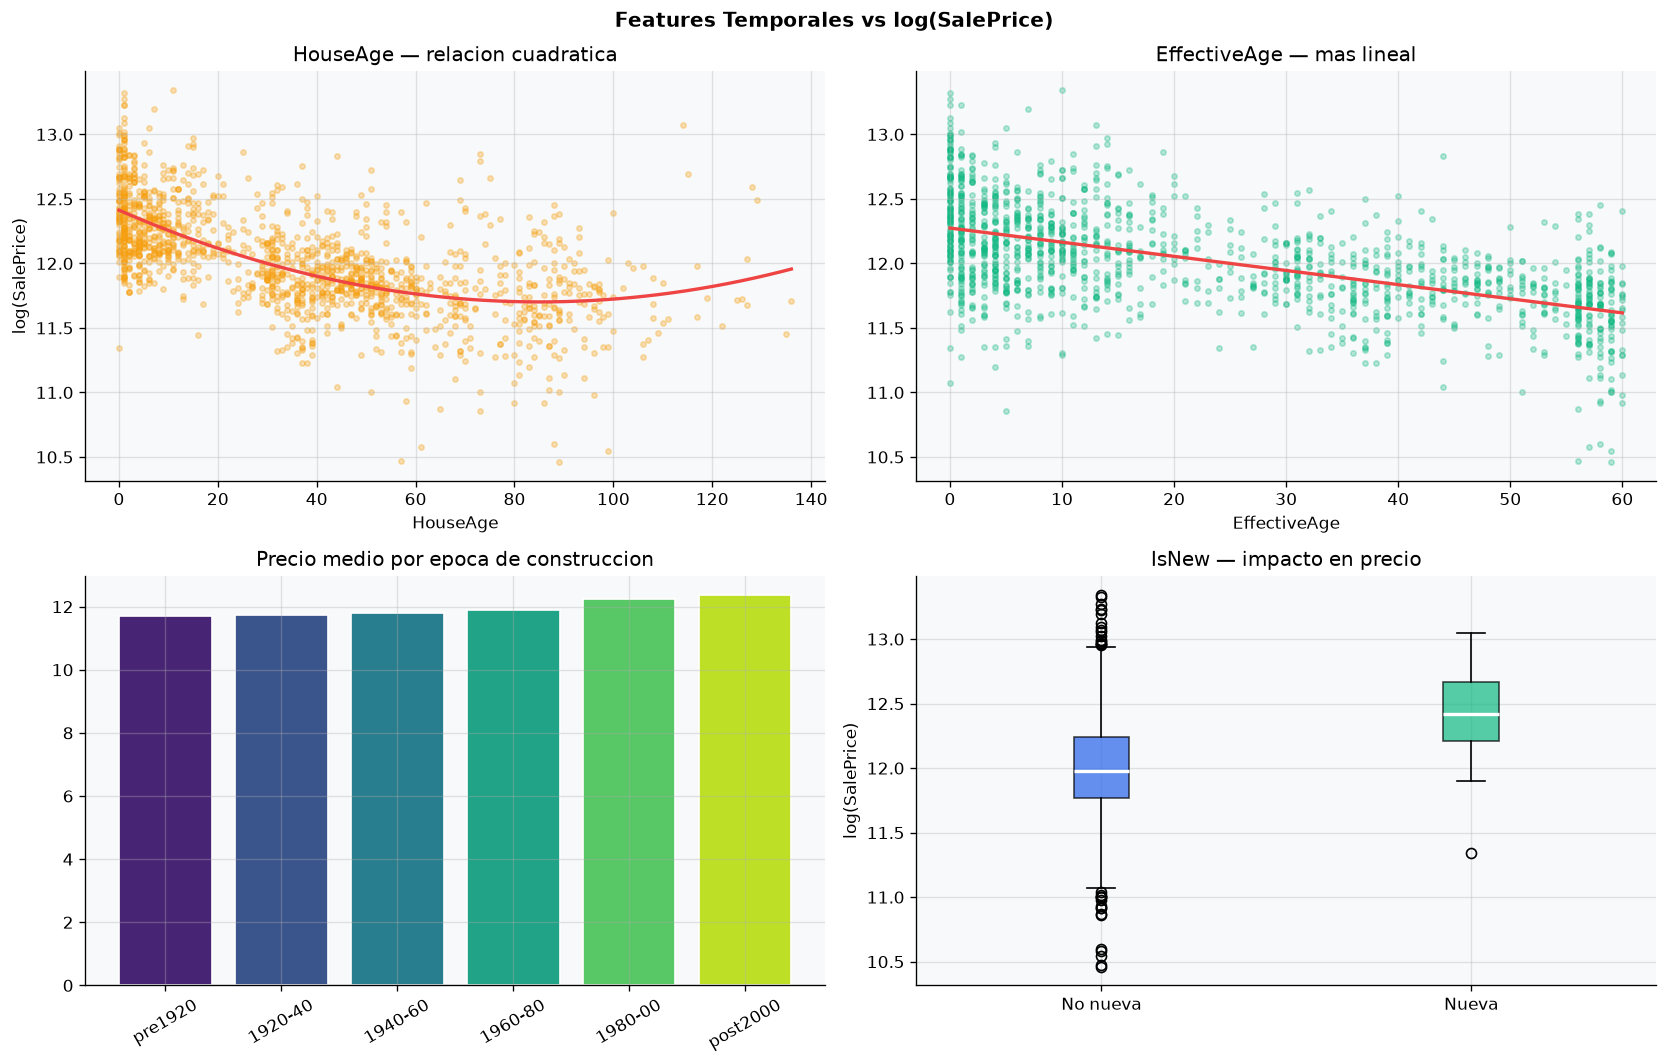 Features Temporales vs log(SalePrice)
HouseAge — relacion cuadratica
log(SalePrice)
13.0
12.5
12.0
11.5
11.0
10.5
0 20 40 60 80 100 120 140
HouseAge
EffectiveAge — mas lineal
13.0
12.5
12.0
11.5
11.0
10.5
0 10 20 30 40 50 60
EffectiveAge
Precio medio por epoca de construccion
12
10
8
6
4
2
0
pre1920 1920-40 1940-60 1960-80 1980-00 post2000
IsNew — impacto en precio
log(SalePrice)
13.0
12.5
12.0
11.5
11.0
10.5
No nueva Nueva